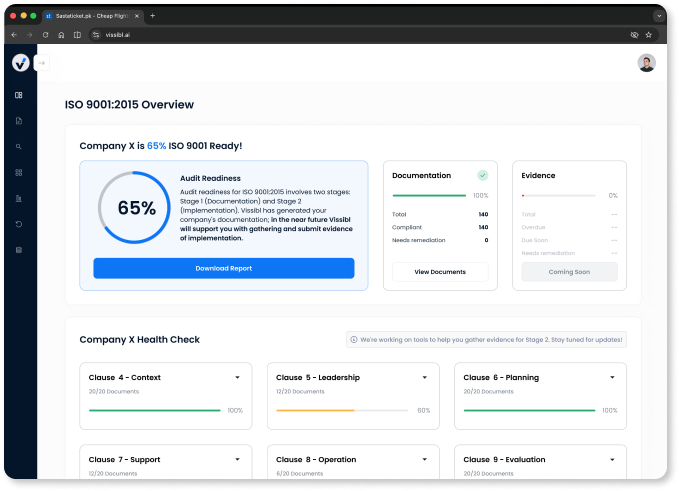 Sastaticket.pk - Cheap Flight
vissibl.ai
ISO 9001:2015 Overview
Company X is 65% ISO 9001 Ready!
65%
Audit Readiness
Audit readiness for ISO 9001:2015 involves two stages:
Stage 1 (Documentation) and Stage 2
(Implementation). Vissibl has generated your
company's documentation; in the near future Vissibl
will support you with gathering and submit evidence
of implementation.
Download Report
Documentation
100%
Total 140
Compliant 140
Needs remediation 0
View Documents
Evidence
0%
Total ---
Overdue ---
Due Soon ---
Needs remediation ---
Coming Soon
Company X Health Check
We're working on tools to help you gather evidence for Stage 2. Stay tuned for updates!
Clause 4 - Context
20/20 Documents
100%
Clause 5 - Leadership
12/20 Documents
60%
Clause 6 - Planning
20/20 Documents
100%
Clause 7 - Support
12/20 Documents
Clause 8 - Operation
6/20 Documents
Clause 9 - Evaluation
20/20 Documents